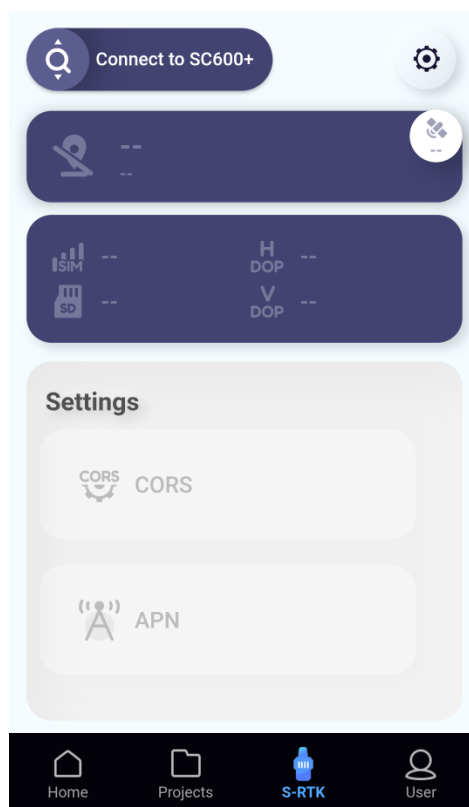 Connect to SC600+
--
--
--
SIM --
H DOP --
SD --
V DOP --
Settings
CORS CORS
APN
Home Projects S-RTK User